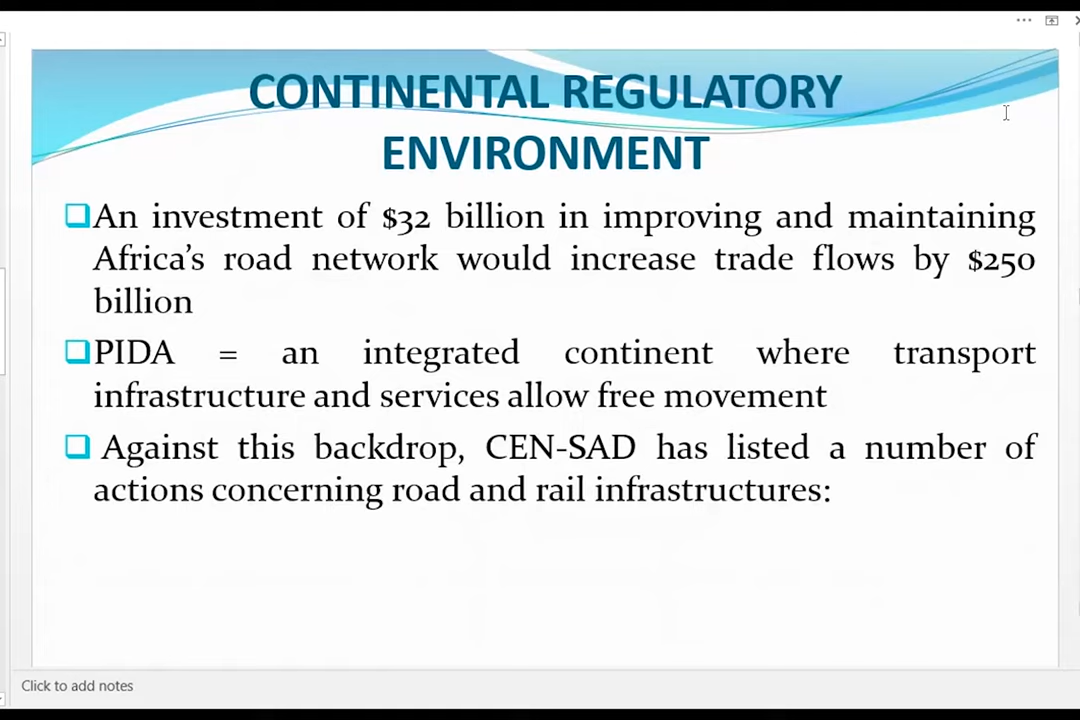 CONTINENTAL REGULATORY
ENVIRONMENT
An investment of $32 billion in improving and maintaining
Africa’s road network would increase trade flows by $250
billion
PIDA = an integrated continent where transport
infrastructure and services allow free movement
Against this backdrop, CEN-SAD has listed a number of
actions concerning road and rail infrastructures:
Click to add notes